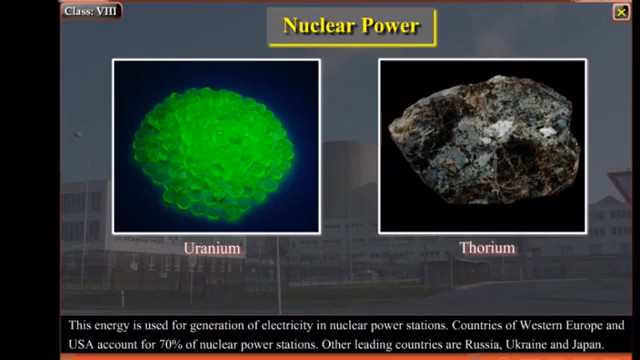 Class: VIII
Nuclear Power
Uranium
Thorium
This energy is used for generation of electricity in nuclear power stations. Countries of Western Europe and
USA account for 70% of nuclear power stations. Other leading countries are Russia, Ukraine and Japan.